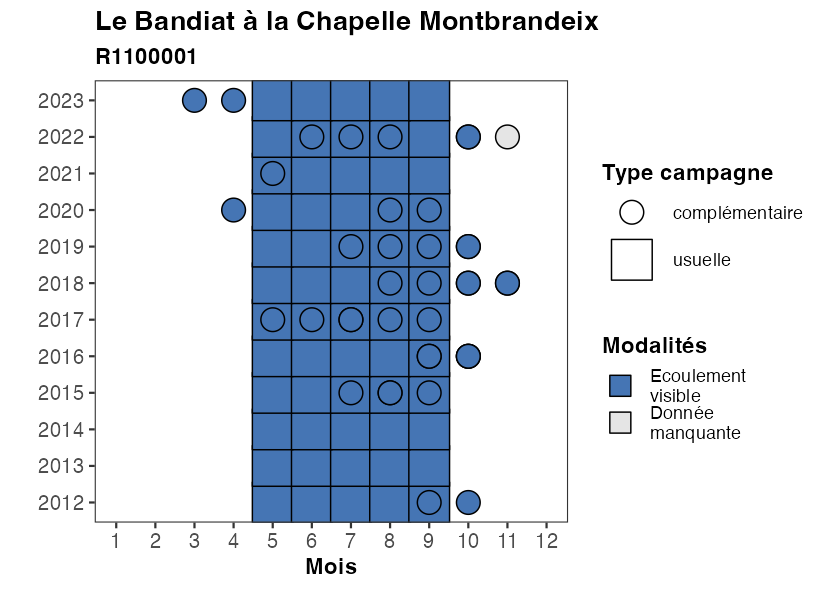 Le Bandiat à la Chapelle Montbrandeix
R1100001
2023
2022
2021
2020
2019
2018
2017
2016
2015
2014
2013
2012
1 2 3 4 5 6 7 8 9 10 11 12
Mois
Type campagne
complémentaire
usuelle
Modalités
Ecoulement
visible
Donnée
manquante